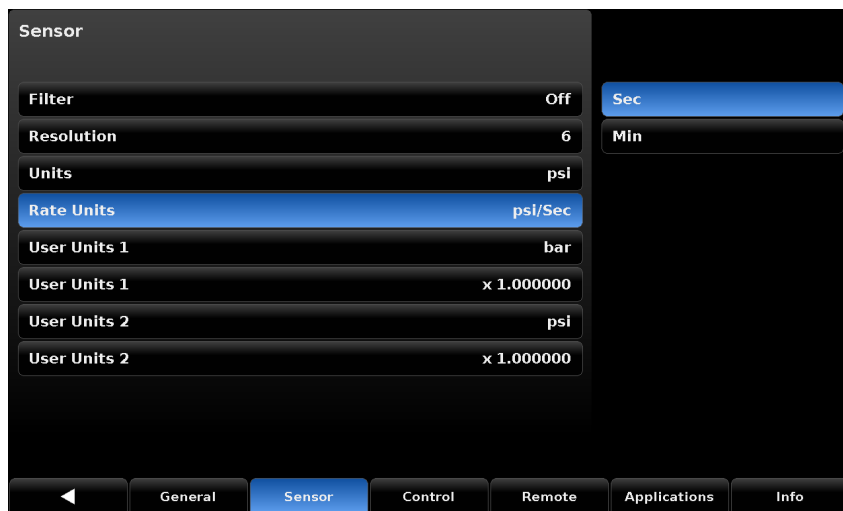 Sensor
Filter Off
Resolution 6
Units psi
Rate Units psi/Sec
User Units 1 bar
User Units 1 x 1.000000
User Units 2 psi
User Units 2 x 1.000000
Sec
Min
General Sensor Control Remote Applications Info